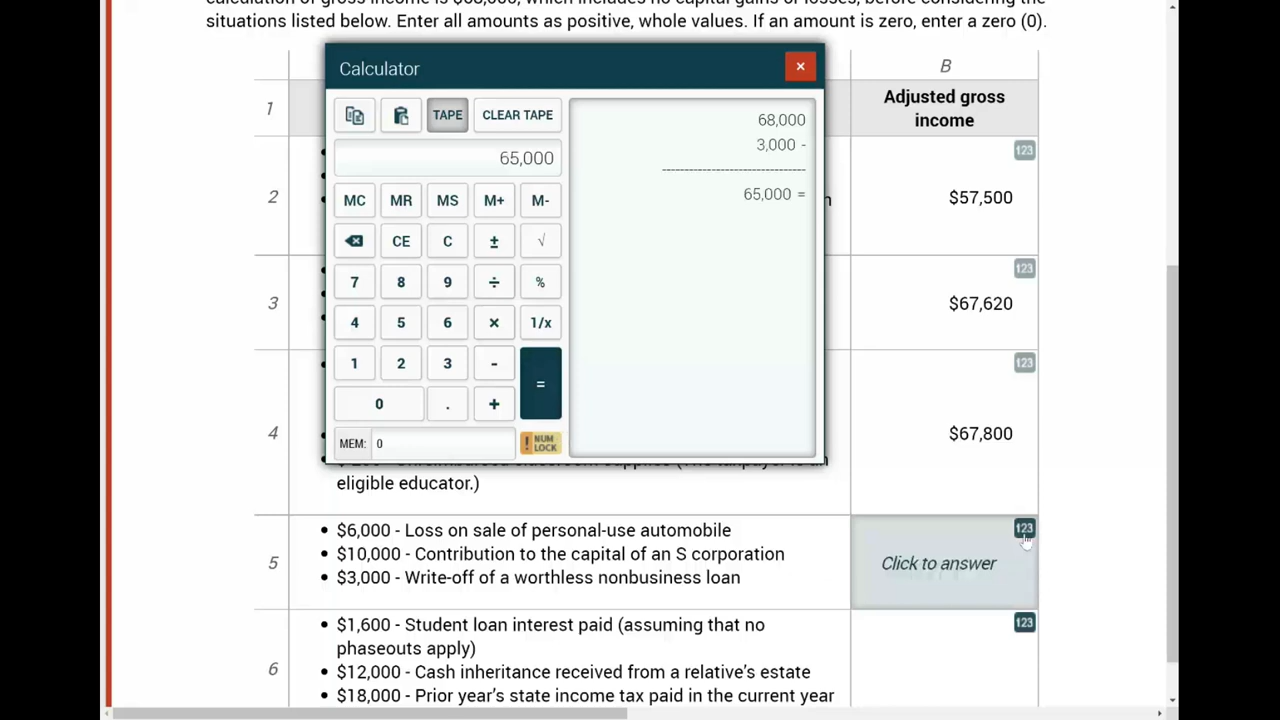 situations listed below. Enter all amounts as positive, whole values. If an amount is zero, enter a zero (0).
B
Calculator
×
1
Adjusted gross
income
TAPE
CLEAR TAPE
68,000
3,000 -
65,000
65,000 =
123
2
$57,500
MC MR MS M+ M-
CE C ± √
7 8 9 ÷ %
123
3
$67,620
4 5 6 × 1/x
1 2 3 - =
123
0 . +
4
$67,800
MEM: 0
! NUM
LOCK
eligible educator.)
5
• $6,000 - Loss on sale of personal-use automobile
• $10,000 - Contribution to the capital of an S corporation
• $3,000 - Write-off of a worthless nonbusiness loan
123
Click to answer
6
• $1,600 - Student loan interest paid (assuming that no
phaseouts apply)
• $12,000 - Cash inheritance received from a relative's estate
• $18,000 - Prior year's state income tax paid in the current year
123